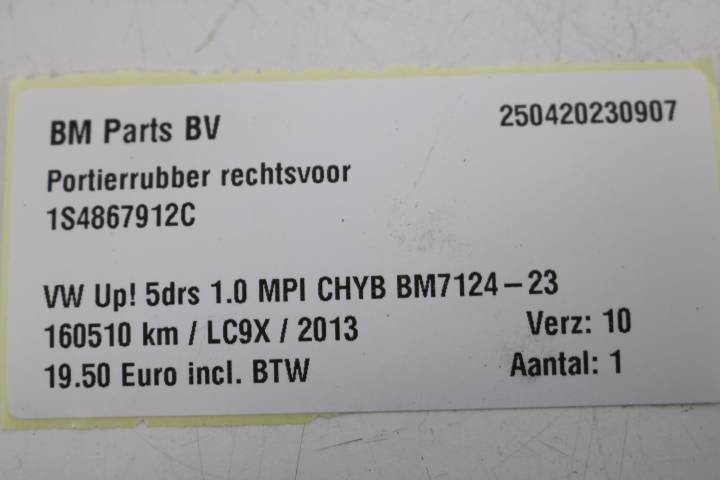 BM Parts BV 250420230907
Portierrubber rechtsvoor
1S4867912C
VW Up! 5drs 1.0 MPI CHYB BM7124-23
160510 km / LC9X / 2013 Verz: 10
19.50 Euro incl. BTW Aantal: 1